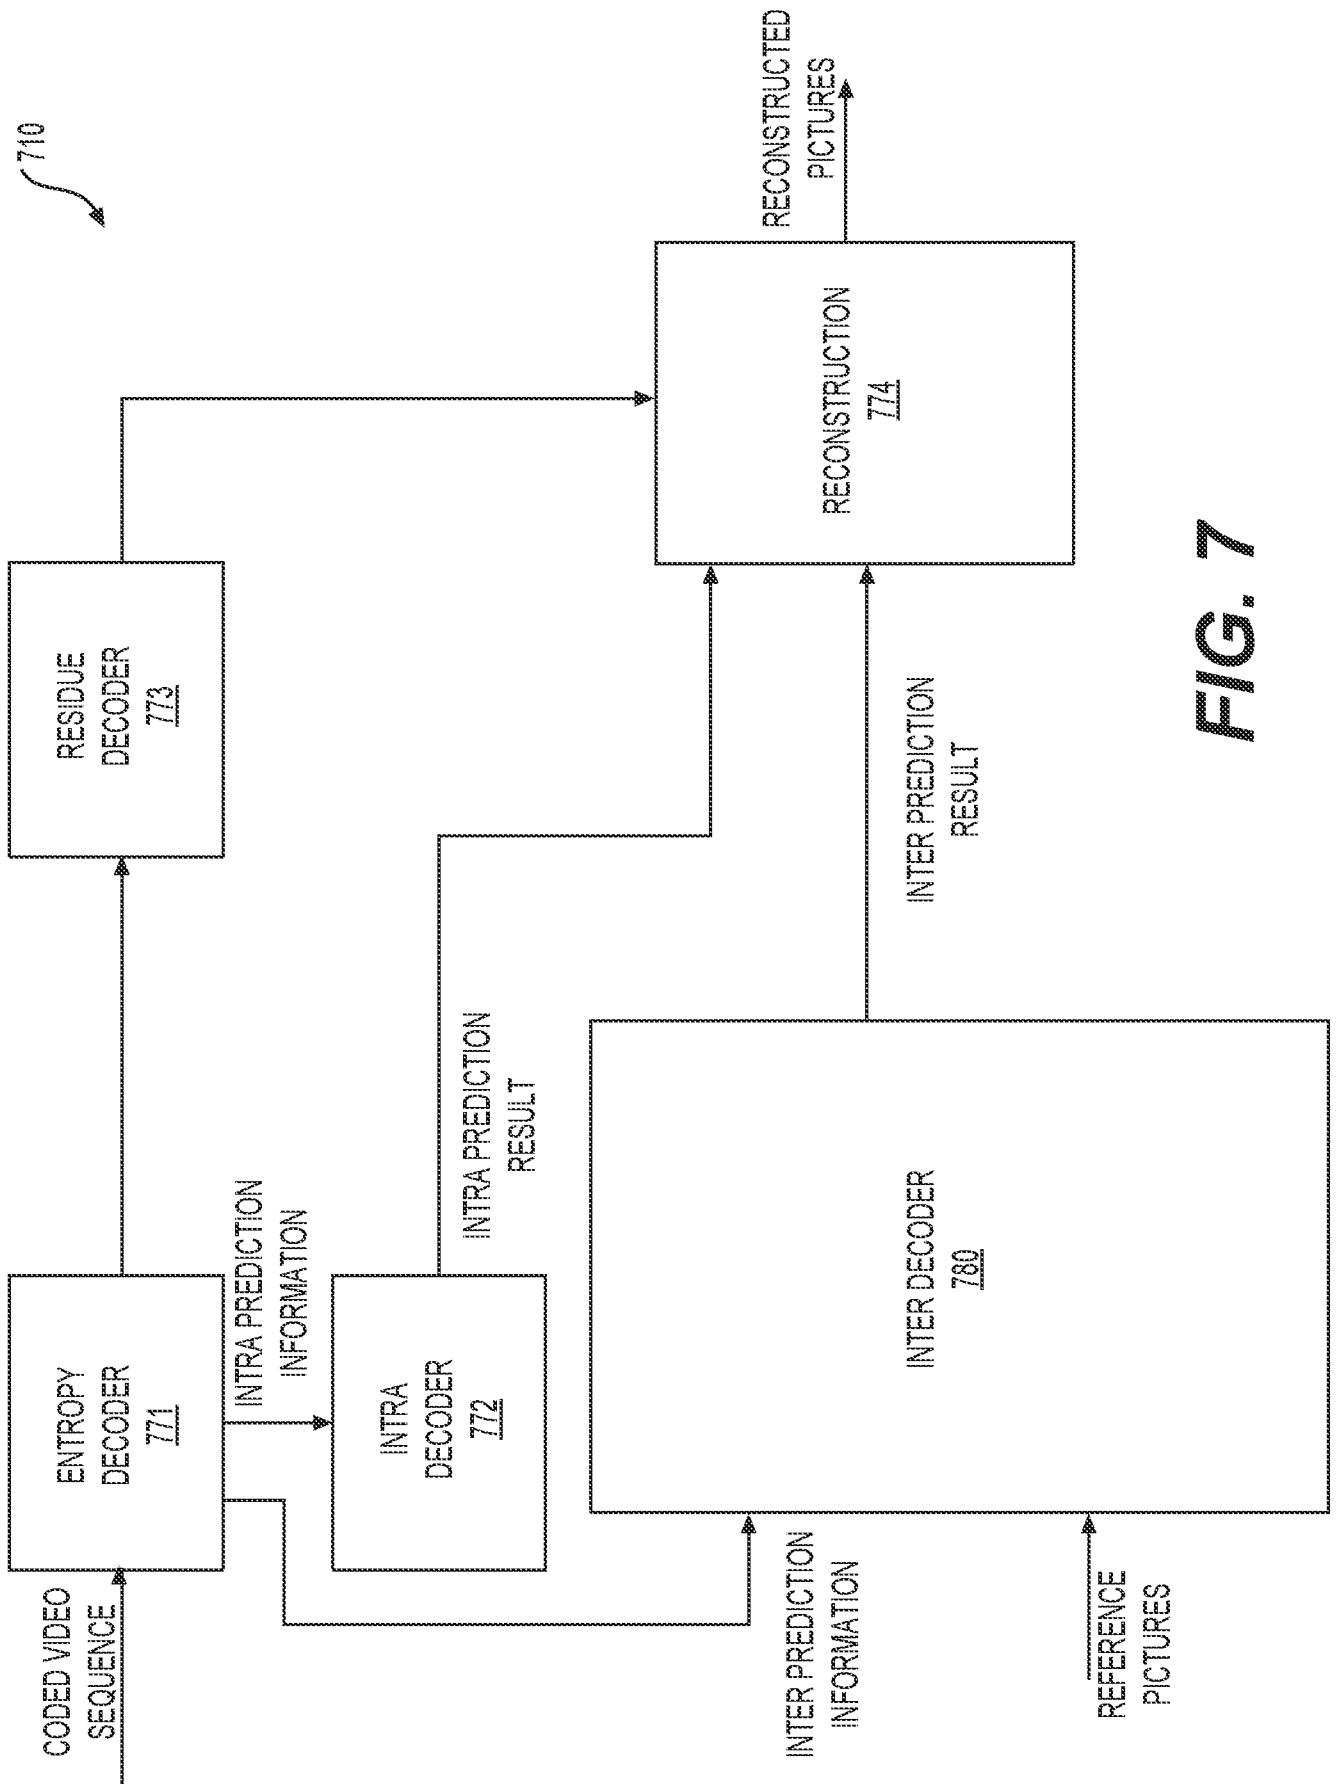 710
CODED VIDEO
SEQUENCE
ENTROPY
DECODER
771
RESIDUE
DECODER
773
INTRA PREDICTION
INFORMATION
INTRA
DECODER
772
INTRA PREDICTION
RESULT
INTER PREDICTION
INFORMATION
REFERENCE
PICTURES
INTER DECODER
780
INTER PREDICTION
RESULT
RECONSTRUCTION
774
RECONSTRUCTED
PICTURES
FIG. 7